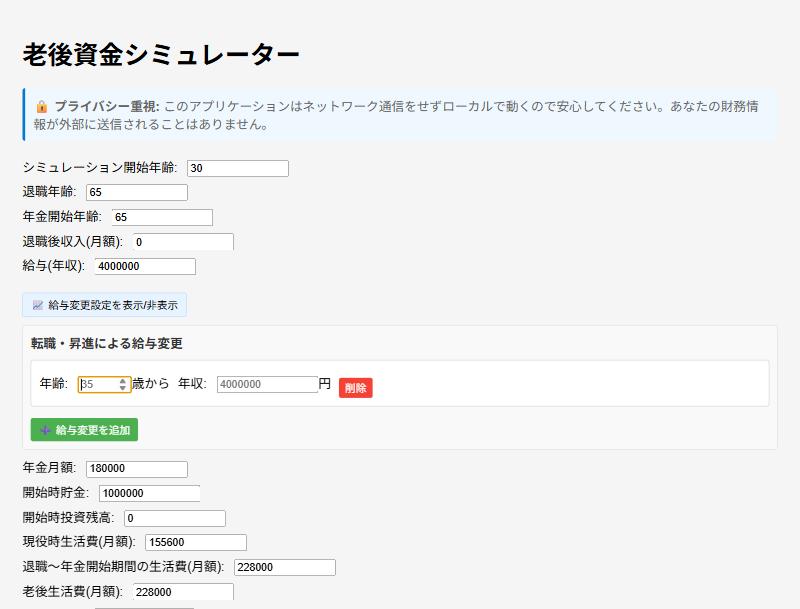 老後資金シミュレーター
🔒 プライバシー重視: このアプリケーションはネットワーク通信をせずローカルで動くので安心してください。あなたの財務情
報が外部に送信されることはありません。
シミュレーション開始年齢: 30
退職年齢: 65
年金開始年齢: 65
退職後収入(月額): 0
給与(年収): 4000000
📈 給与変更設定を表示/非表示
転職・昇進による給与変更
年齢: 35 歳から 年収: 4000000 円 削除
➕ 給与変更を追加
年金月額: 180000
開始時貯金: 1000000
開始時投資残高: 0
現役時生活費(月額): 155600
退職〜年金開始期間の生活費(月額): 228000
老後生活費(月額): 228000